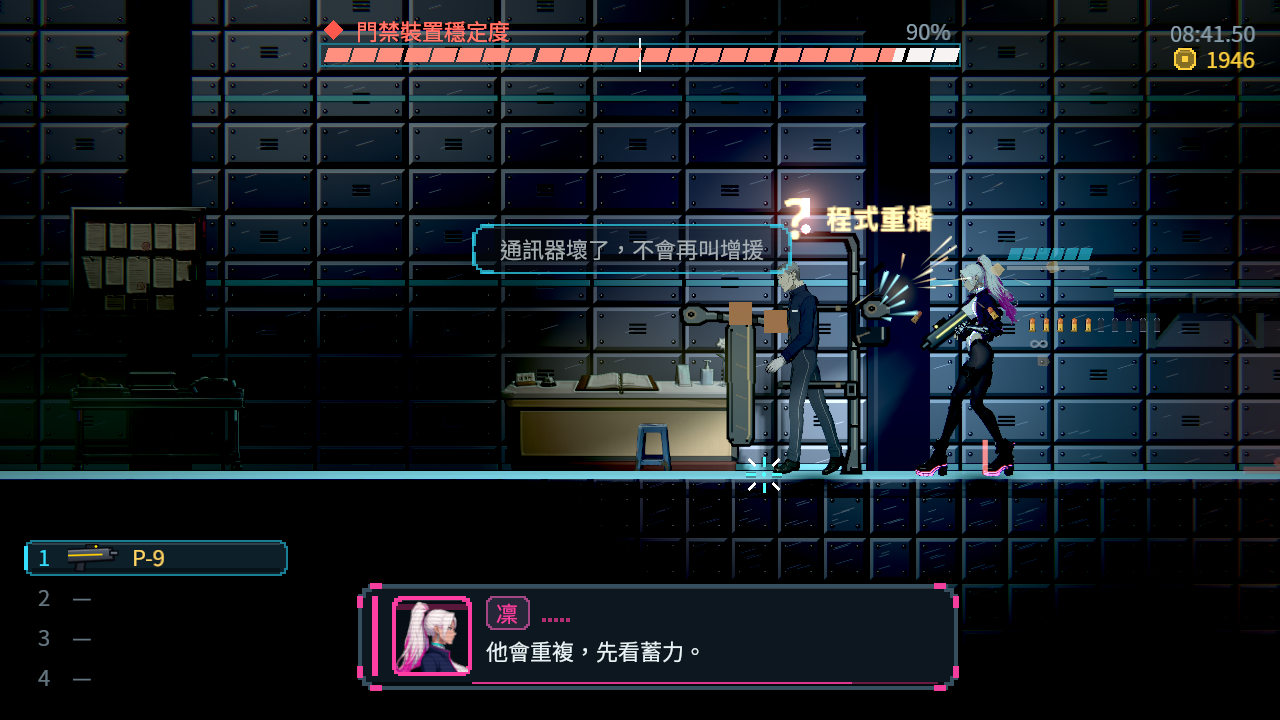 門禁裝置穩定度
90%
08:41.50
1946
程式重播
通訊器壞了，不會再叫增援
∞
1 P-9
2 —
3 —
4 —
凛 .....
他會重複，先看蓄力。